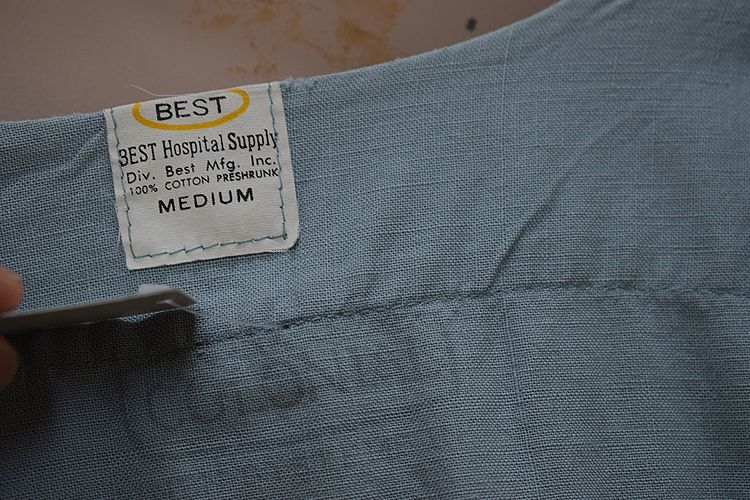 BEST
BEST Hospital Supply
Div. Best Mfg. Inc.
100% COTTON PRESHRUNK
MEDIUM